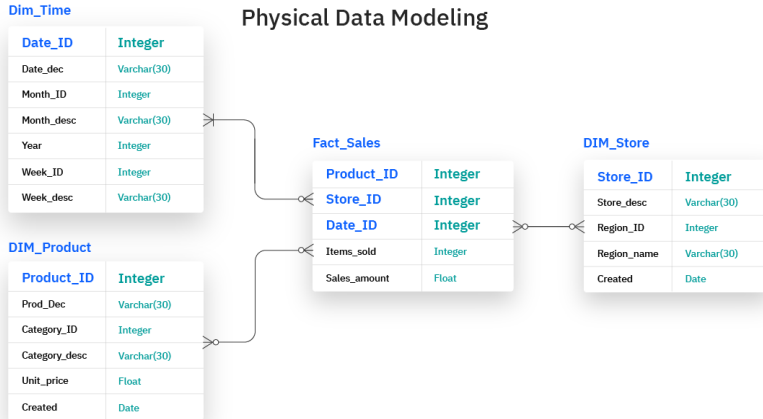 Physical Data Modeling
Dim_Time
Date_ID Integer
Date_dec Varchar(30)
Month_ID Integer
Month_desc Varchar(30)
Year Integer
Week_ID Integer
Week_desc Varchar(30)
DIM_Product
Product_ID Integer
Prod_Dec Varchar(30)
Category_ID Integer
Category_desc Varchar(30)
Unit_price Float
Created Date
Fact_Sales
Product_ID Integer
Store_ID Integer
Date_ID Integer
Items_sold Integer
Sales_amount Float
DIM_Store
Store_ID Integer
Store_desc Varchar(30)
Region_ID Integer
Region_name Varchar(30)
Created Date